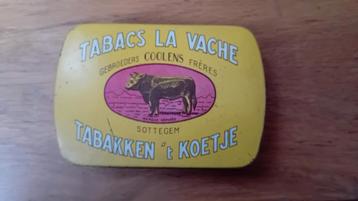 TABACS LA VACHE
GEBROEDERS COOLENS FRÈRES
SOTTEGEM
TABAKKEN 't KOETJE